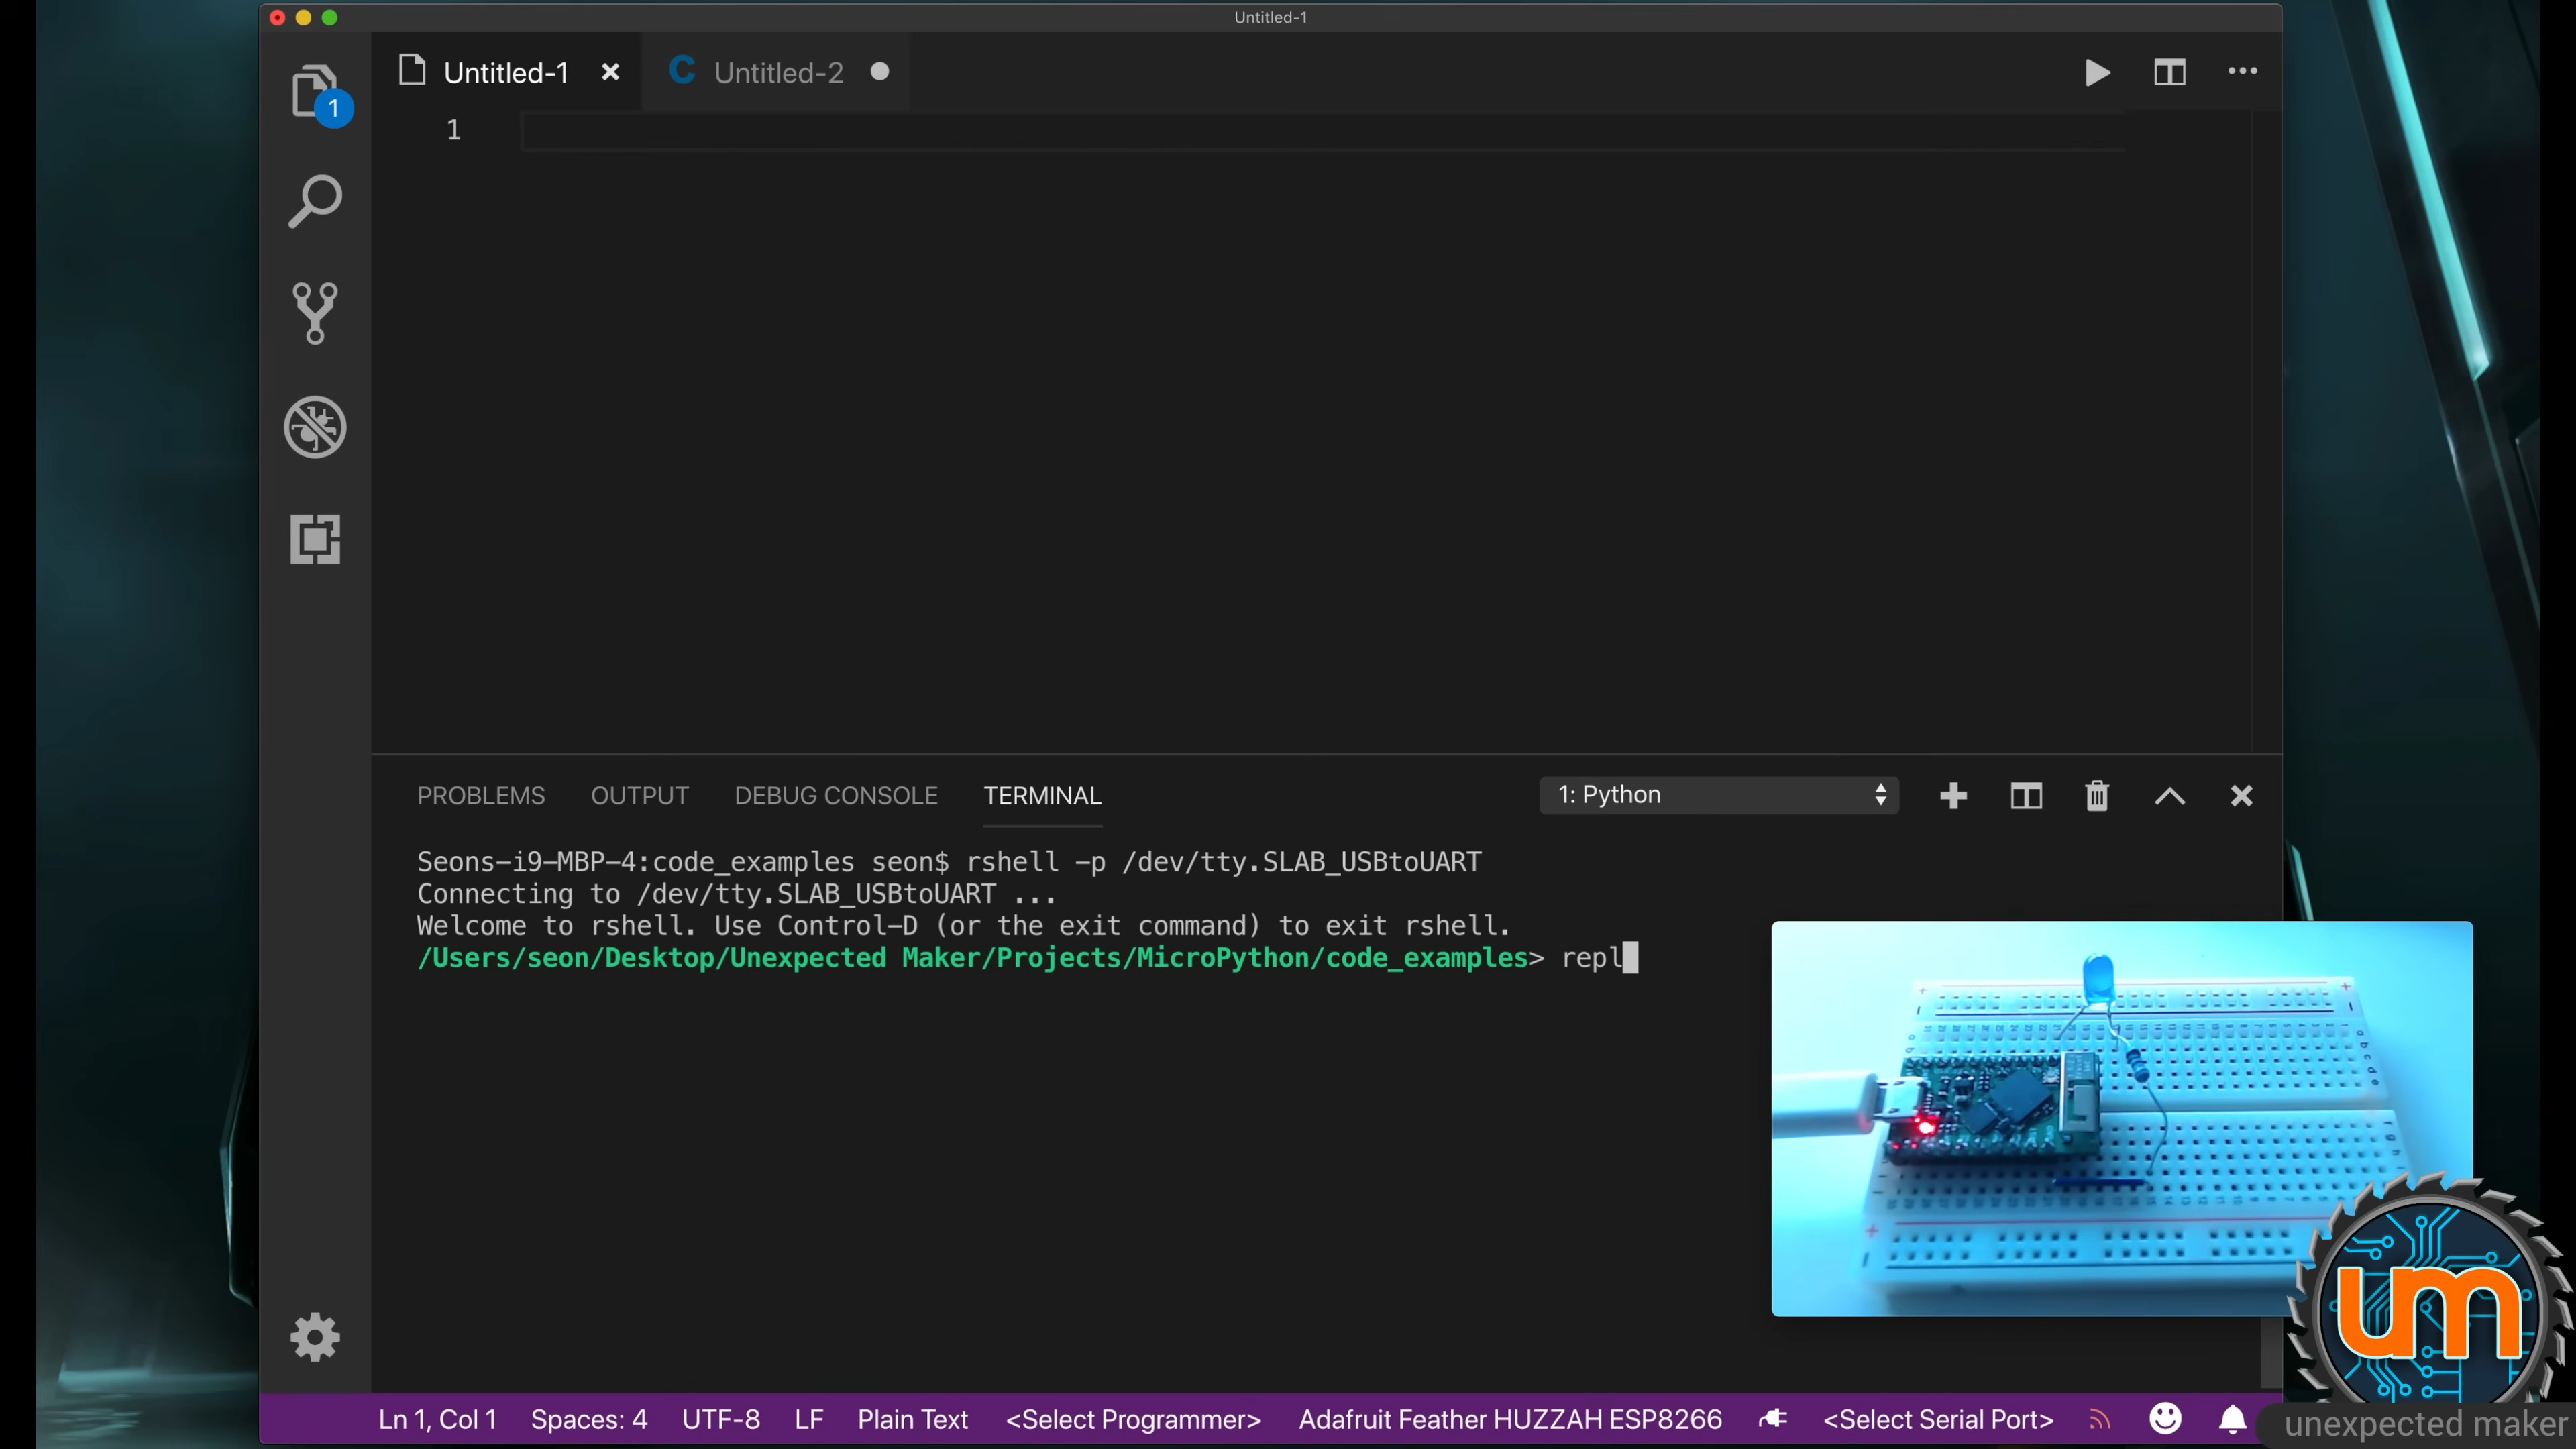 Untitled-1
Untitled-1
Untitled-2
1
1
PROBLEMS
OUTPUT
DEBUG CONSOLE
TERMINAL
1: Python
Seons-i9-MBP-4:code_examples seon$ rshell -p /dev/tty.SLAB_USBtoUART
Connecting to /dev/tty.SLAB_USBtoUART ...
Welcome to rshell. Use Control-D (or the exit command) to exit rshell.
/Users/seon/Desktop/Unexpected Maker/Projects/MicroPython/code_examples> repl
um
Ln 1, Col 1
Spaces: 4
UTF-8
LF
Plain Text
<Select Programmer>
Adafruit Feather HUZZAH ESP8266
<Select Serial Port>
unexpected maker